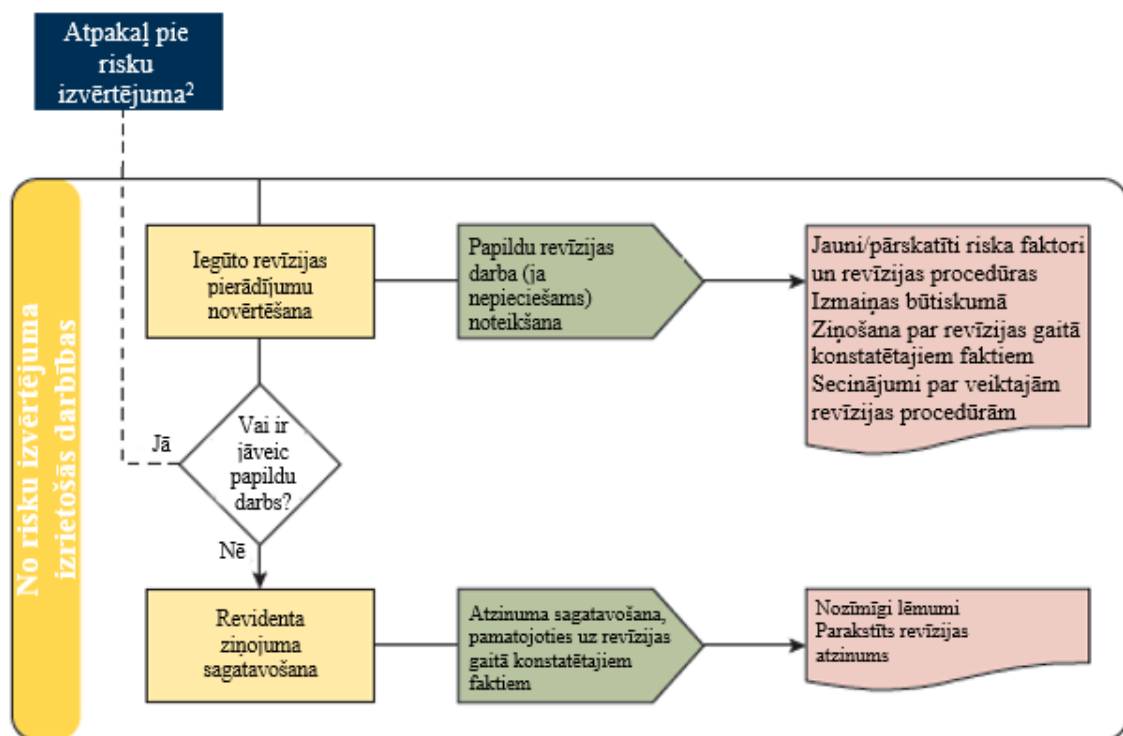 Atpakaļ pie
risku
izvērtējuma²
No risku izvērtējuma
izrietošās darbības
Iegūto revīzijas
pierādījumu
novērtēšana
Papildu revīzijas
darba (ja
nepieciešams)
noteikšana
Jauni/pārskatīti riska faktori
un revīzijas procedūras
Izmaiņas būtiskumā
Ziņošana par revīzijas gaitā
konstatētajiem faktiem
Secinājumi par veiktajām
revīzijas procedūrām
Jā
Vai ir
jāveic
papildu
darbs?
Nē
Revidenta
ziņojuma
sagatavošana
Atzinuma sagatavošana,
pamatojoties uz revīzijas
gaitā konstatētajiem
faktiem
Nozīmīgi lēmumi
Parakstīts revīzijas
atzinums